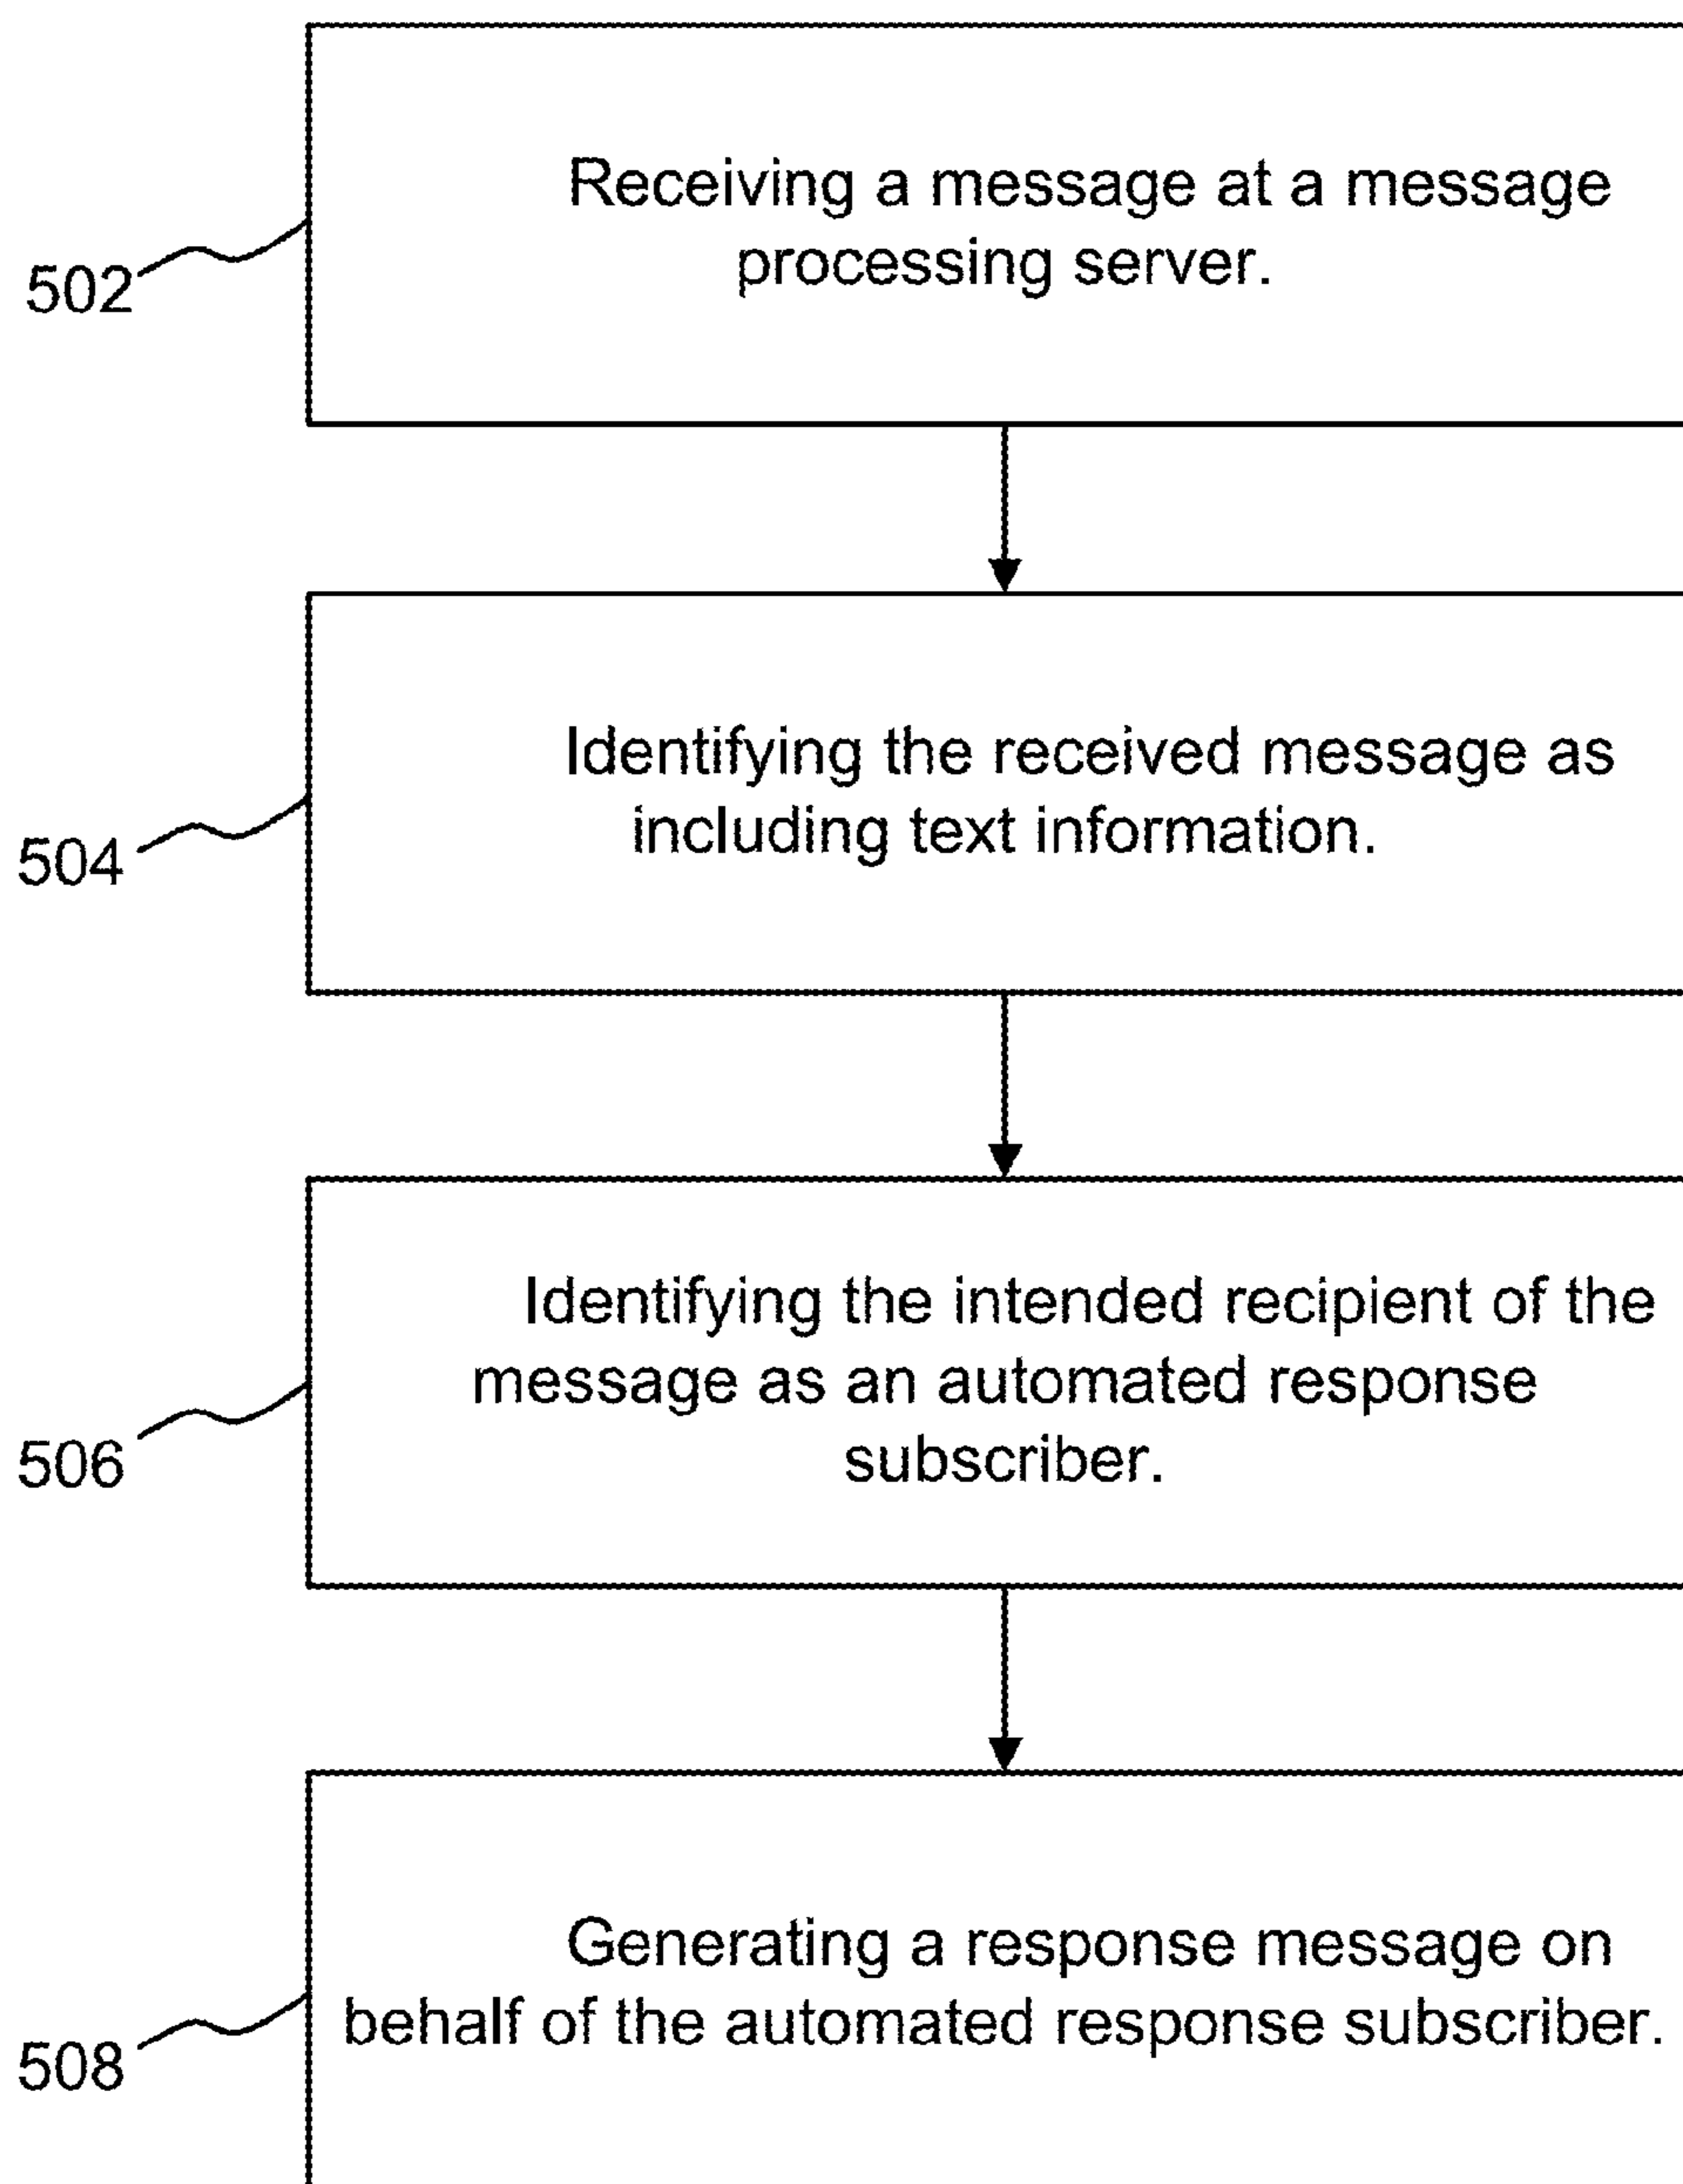 Receiving a message at a message
processing server.
502
Identifying the received message as
including text information.
504
Identifying the intended recipient of the
message as an automated response
subscriber.
506
Generating a response message on
behalf of the automated response subscriber.
508